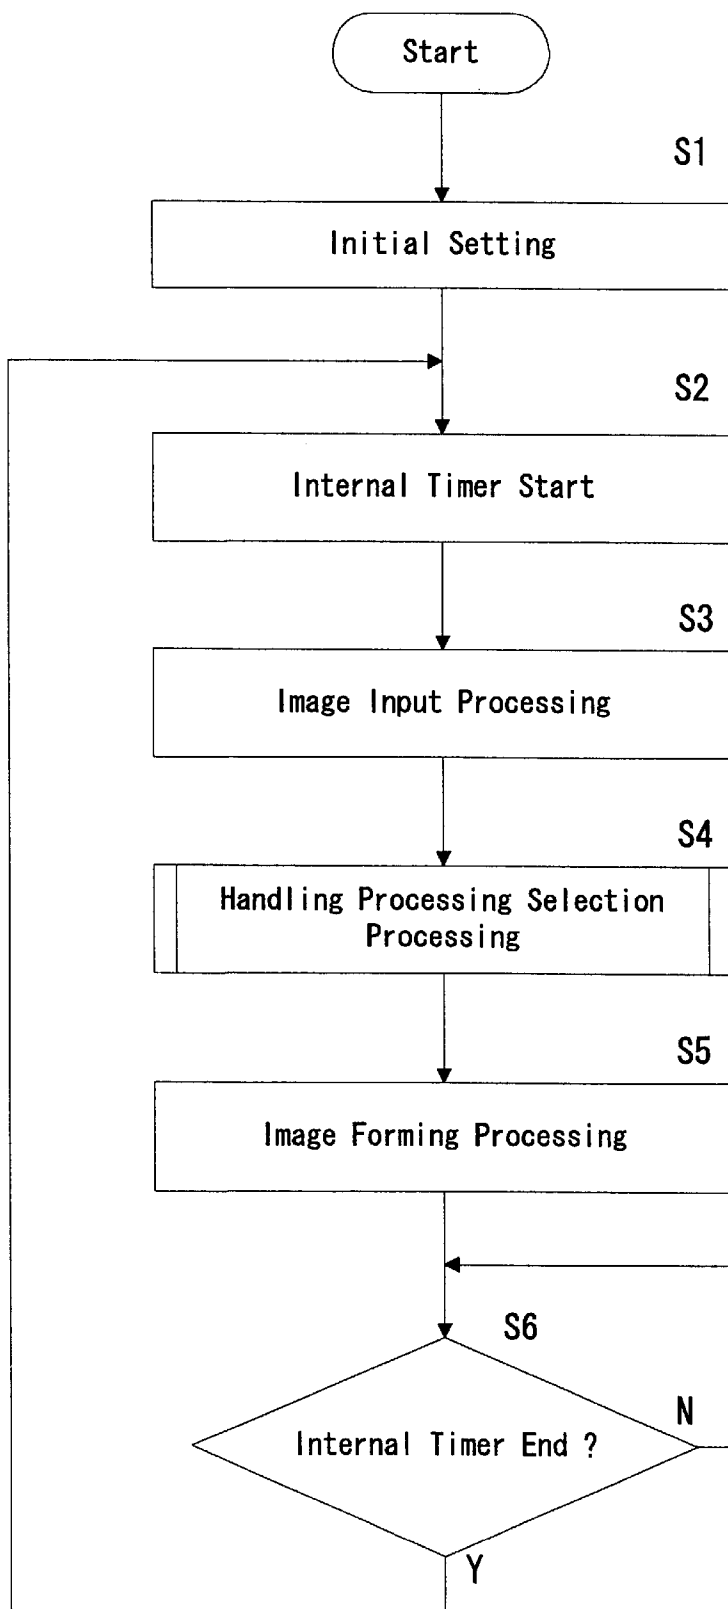 Start
S1
Initial Setting
S2
Internal Timer Start
S3
Image Input Processing
S4
Handling Processing Selection
Processing
S5
Image Forming Processing
S6
Internal Timer End ?
N
Y